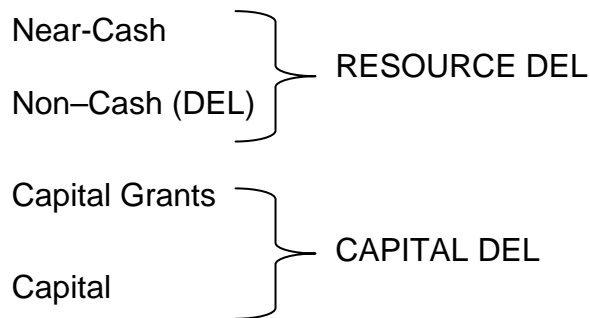 Near-Cash
RESOURCE DEL
Non–Cash (DEL)
Capital Grants
CAPITAL DEL
Capital